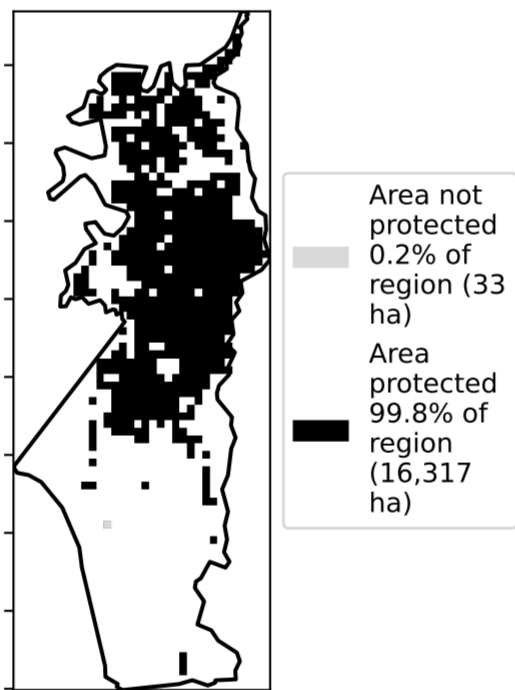 Area not
protected
0.2% of
region (33
ha)
Area
protected
99.8% of
region
(16,317
ha)